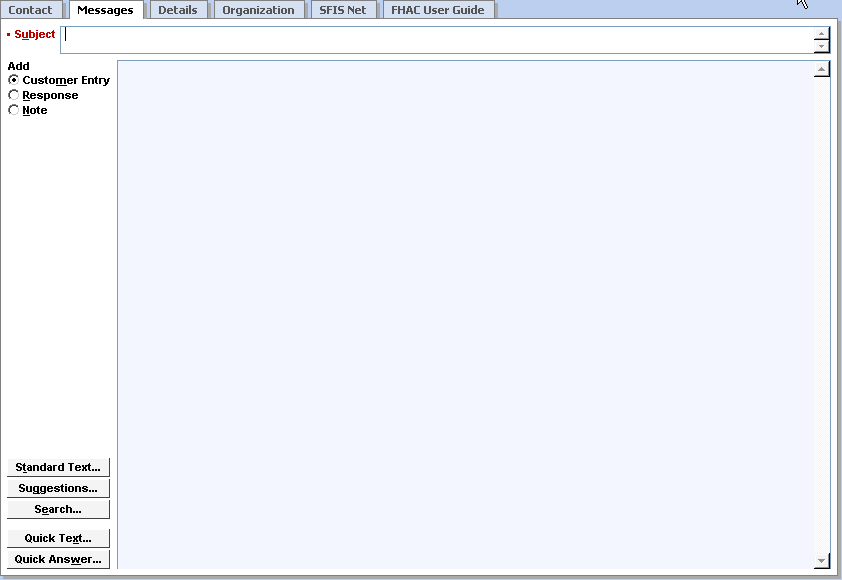 Contact Messages Details Organization SFIS Net FHAC User Guide
Subject
Add
Customer Entry
Response
Note
Standard Text...
Suggestions...
Search...
Quick Text...
Quick Answer...